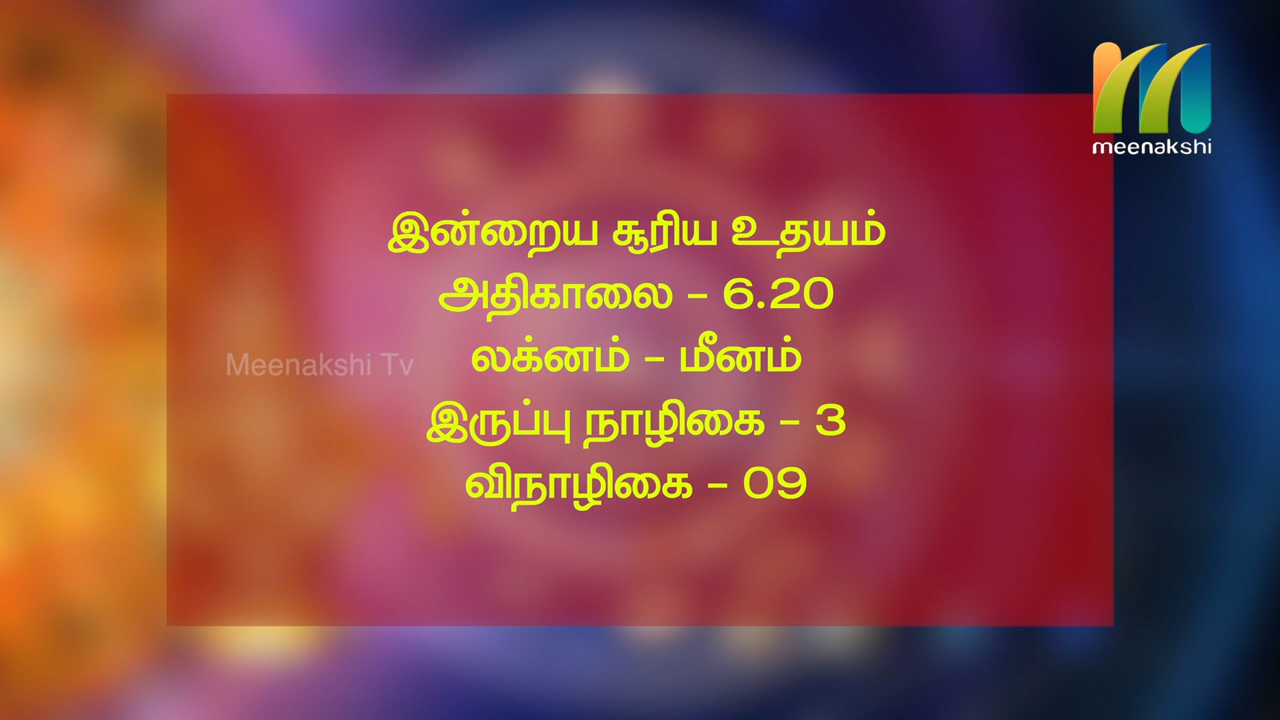 meenakshi
இன்றைய சூரிய உதயம்
அதிகாலை - 6.20
லக்னம் - மீனம்
Meenakshi Tv
இருப்பு நாழிகை - 3
விநாழிகை - 09